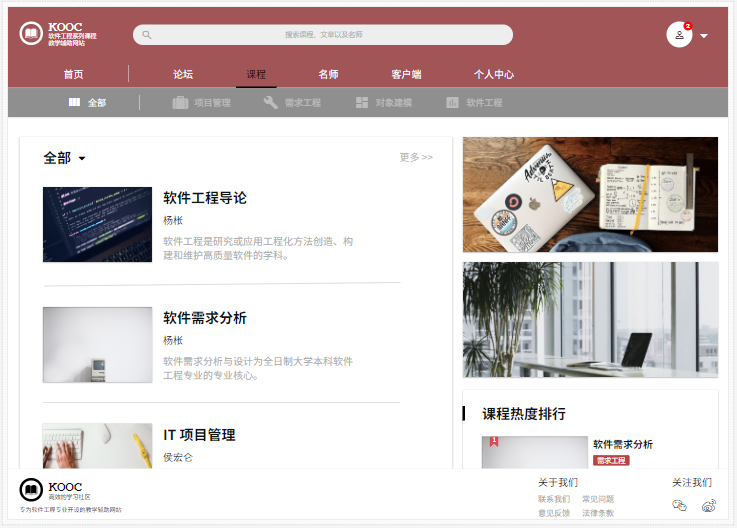 KOOC
软件工程系列课程
教学辅助网站
搜索课程、文章以及名师
2
首页 论坛 课程 名师 客户端 个人中心
全部 项目管理 需求工程 对象建模 软件工程
全部 更多 >>
软件工程导论
杨枨
软件工程是研究或应用工程化方法创造、构
建和维护高质量软件的学科。
软件需求分析
杨枨
软件需求分析与设计为全日制大学本科软件
工程专业的专业核心。
IT 项目管理
侯宏仑
课程热度排行
1
软件需求分析
需求工程
KOOC
高效的学习社区
专为软件工程专业开设的教学辅助网站
关于我们
联系我们 常见问题
意见反馈 法律条款
关注我们